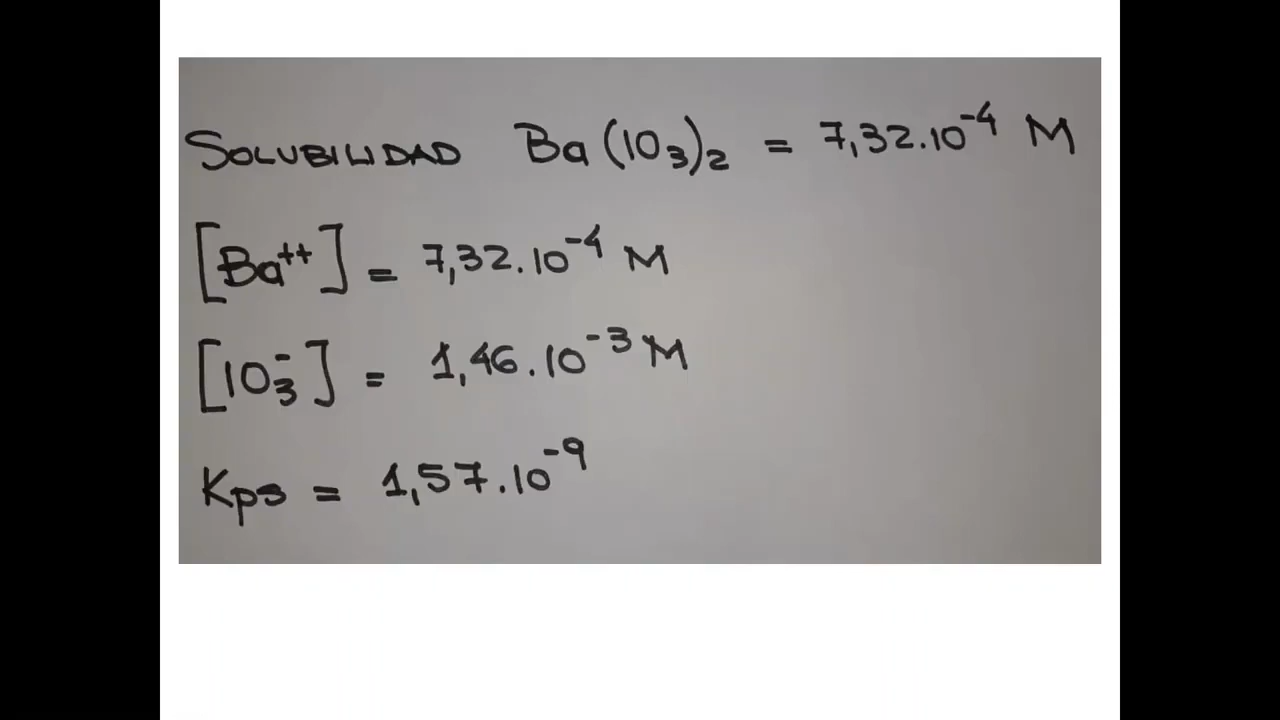 SOLUBILIDAD Ba(IO₃)₂ = 7,32.10⁻⁴ M
[Ba⁺⁺] = 7,32.10⁻⁴ M
[IO₃⁻] = 1,46.10⁻³ M
Kps = 1,57.10⁻⁹